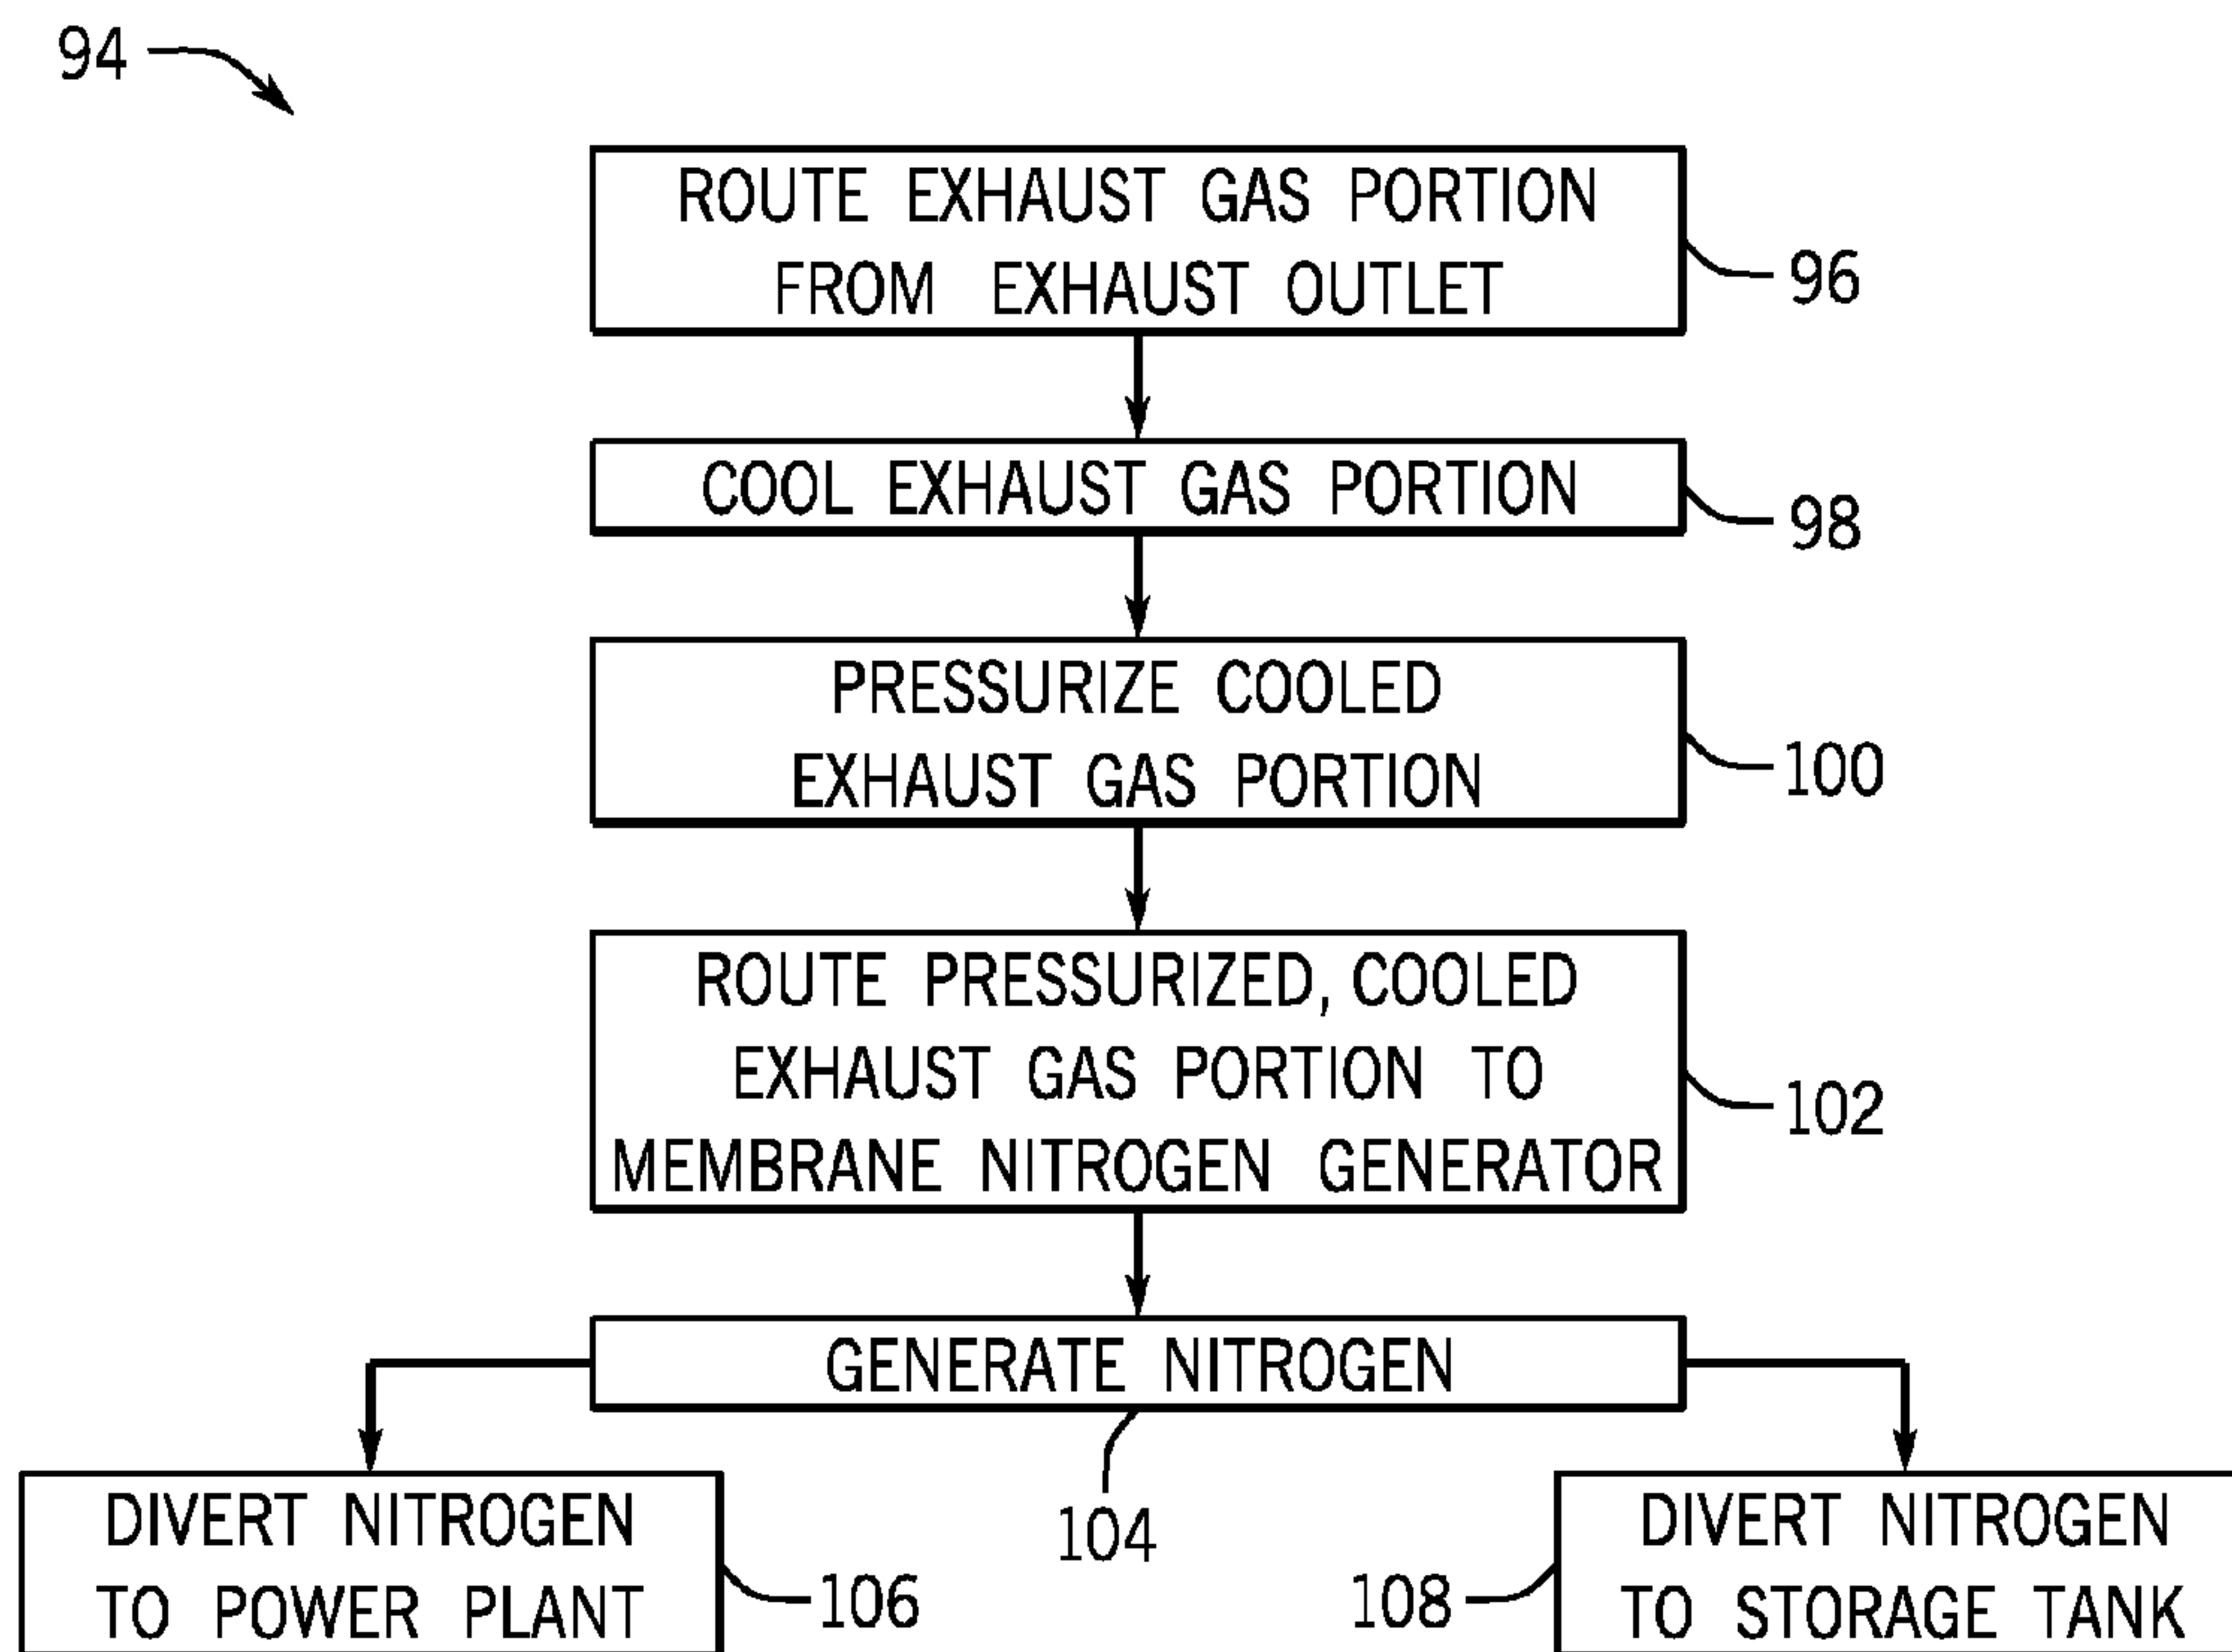 94
ROUTE EXHAUST GAS PORTION
FROM EXHAUST OUTLET
96
COOL EXHAUST GAS PORTION
98
PRESSURIZE COOLED
EXHAUST GAS PORTION
100
ROUTE PRESSURIZED, COOLED
EXHAUST GAS PORTION TO
MEMBRANE NITROGEN GENERATOR
102
GENERATE NITROGEN
104
DIVERT NITROGEN
TO POWER PLANT
106
108
DIVERT NITROGEN
TO STORAGE TANK